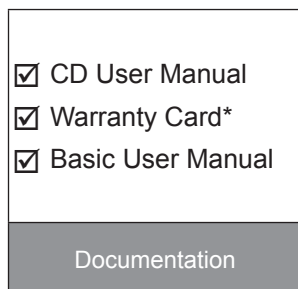 ☑ CD User Manual
☑ Warranty Card*
☑ Basic User Manual
Documentation